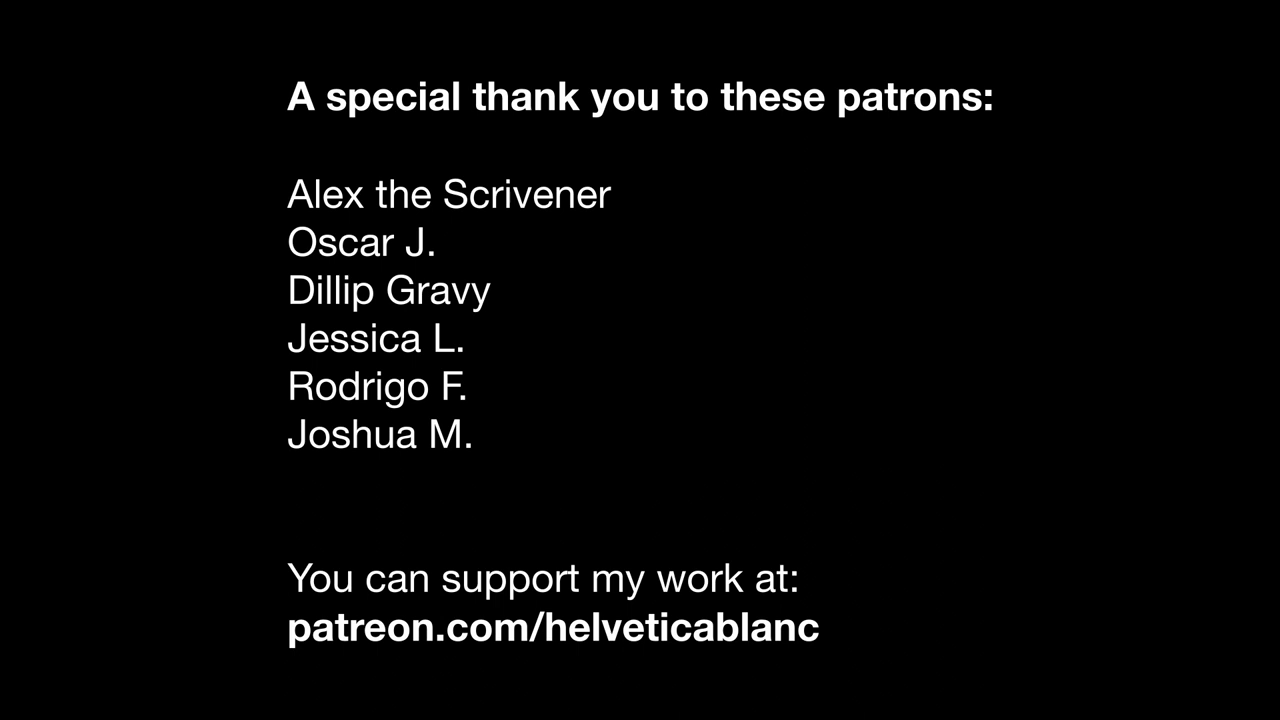 A special thank you to these patrons:
Alex the Scrivener
Oscar J.
Dillip Gravy
Jessica L.
Rodrigo F.
Joshua M.
You can support my work at:
patreon.com/helveticablanc